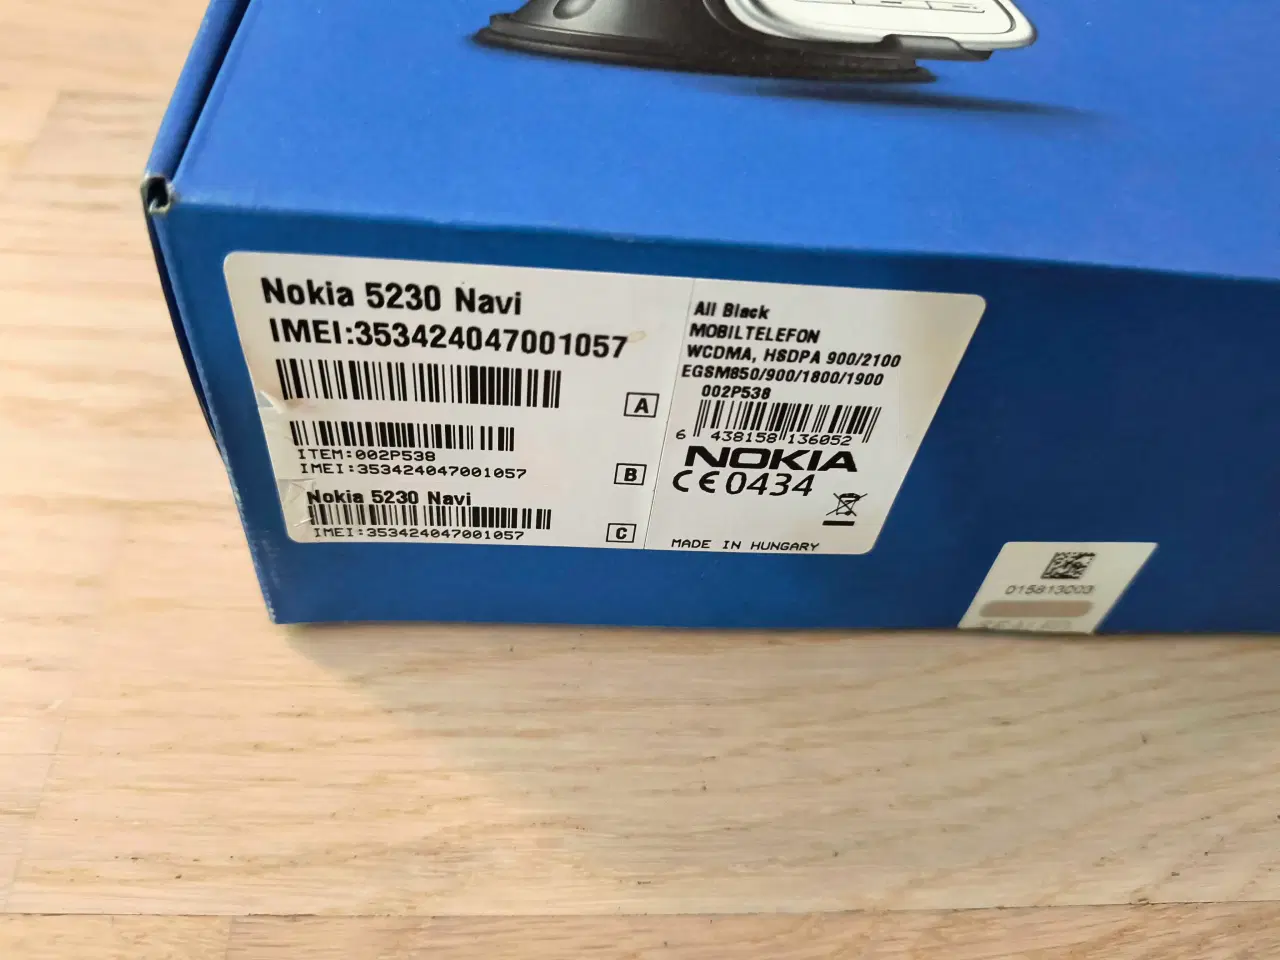 Nokia 5230 Navi
IMEI:353424047001057
A
ITEM:002P538
IMEI:353424047001057
B
Nokia 5230 Navi
IMEI:353424047001057
C
All Black
MOBILTELEFON
WCDMA, HSDPA 900/2100
EGSM850/900/1800/1900
002P538
6 438158 136052
NOKIA
CE0434
MADE IN HUNGARY
015813003